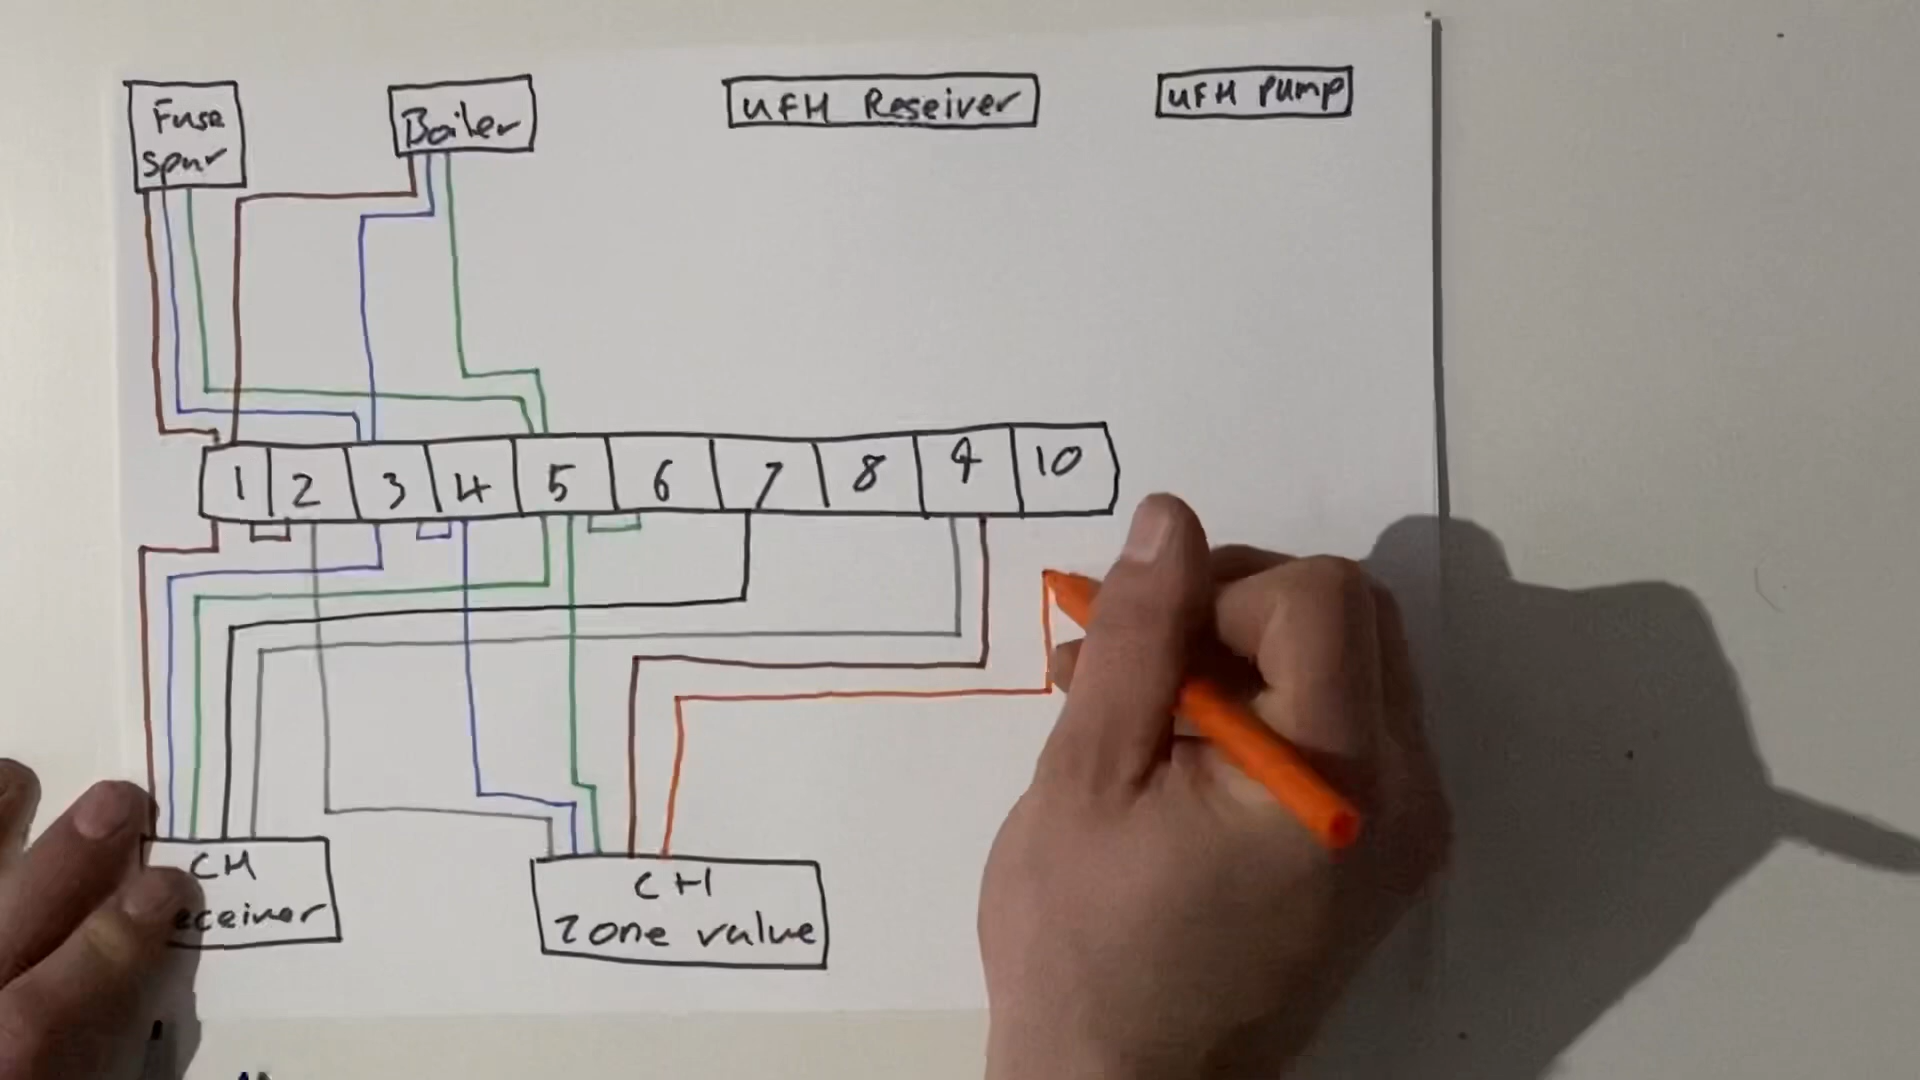 Fuse
spur
Boiler
UFH Reseiver
UFH Pump
1 2 3 4 5 6 7 8 9 10
CH
eceiver
CH
Zone valve